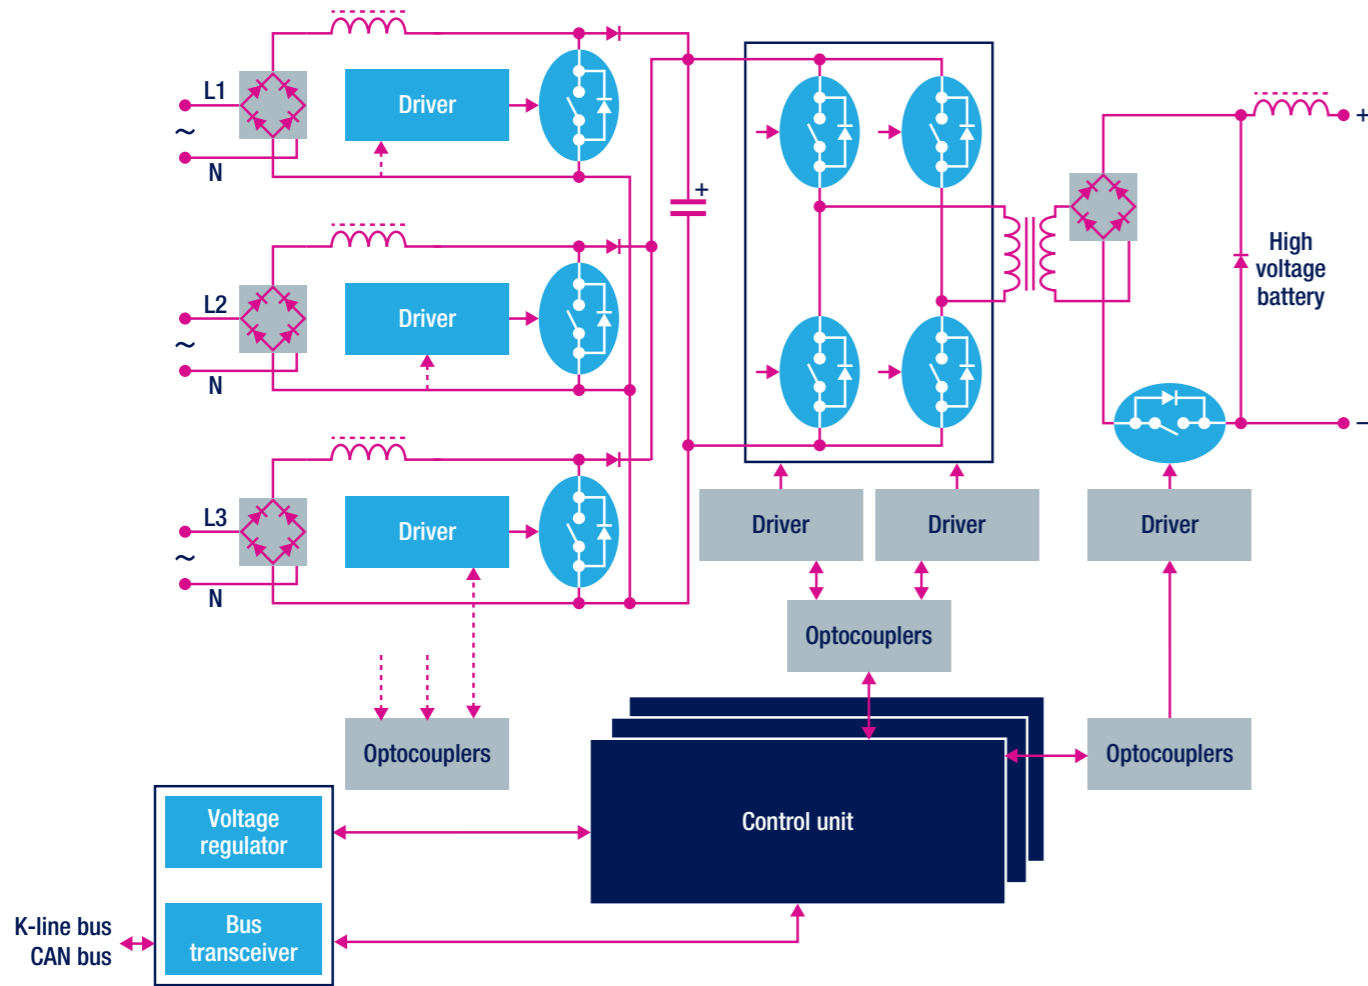 L1
~
N
Driver
L2
~
N
Driver
L3
~
N
Driver
+
+
High
voltage
battery
–
Driver
Driver
Driver
Optocouplers
Optocouplers
Optocouplers
Control unit
Voltage
regulator
Bus
transceiver
K-line bus
CAN bus